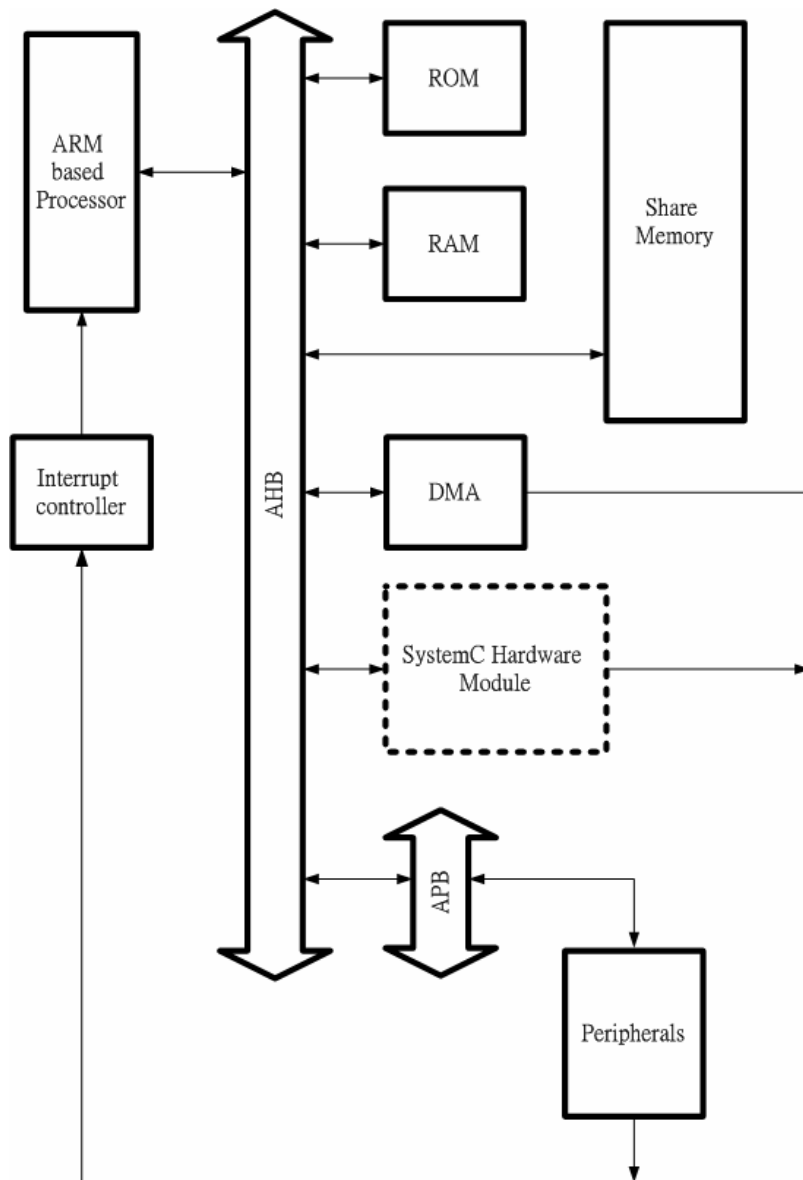 ROM
ARM
based
Processor
Share
Memory
RAM
Interrupt
controller
AHB
DMA
SystemC Hardware
Module
APB
Peripherals